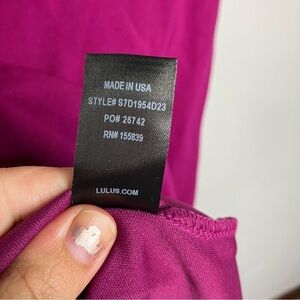 MADE IN USA
STYLE# S7D1954D23
PO# 26742
RN# 155839
LULUS.COM